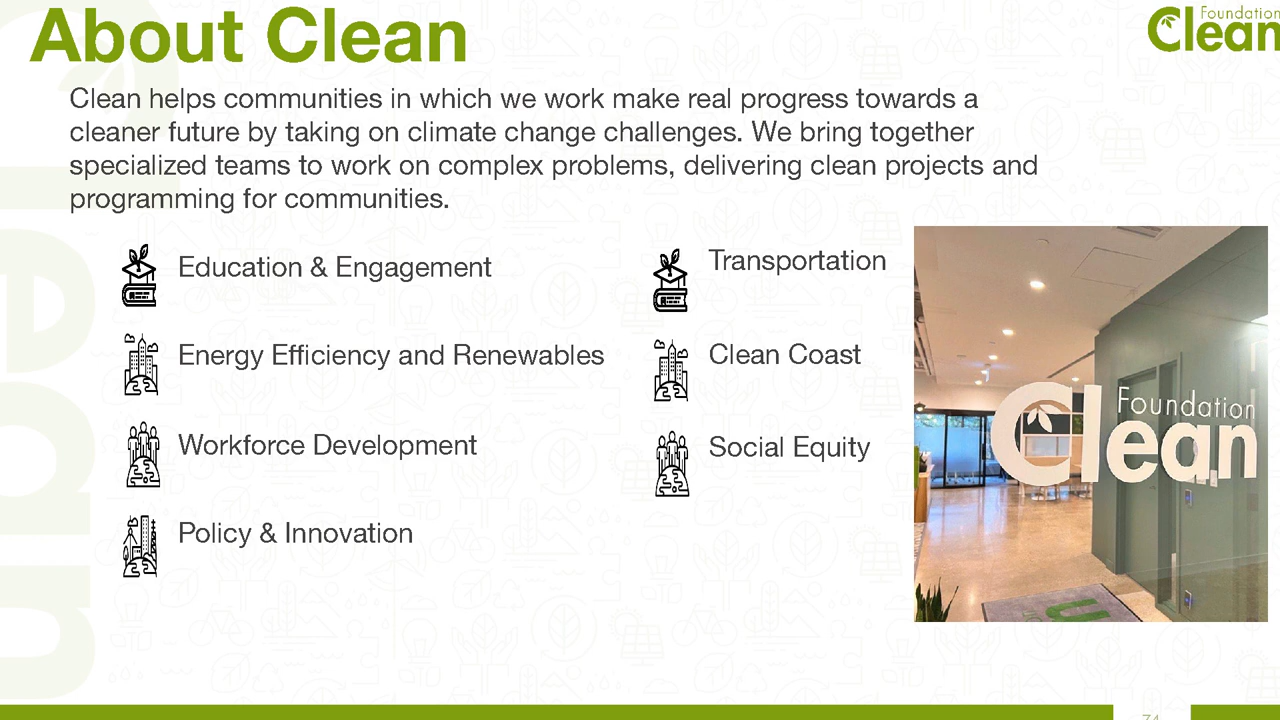 About Clean
Foundation
Clean
Clean helps communities in which we work make real progress towards a
cleaner future by taking on climate change challenges. We bring together
specialized teams to work on complex problems, delivering clean projects and
programming for communities.
Education & Engagement
Energy Efficiency and Renewables
Workforce Development
Policy & Innovation
Transportation
Clean Coast
Social Equity
Foundation
Clean
74